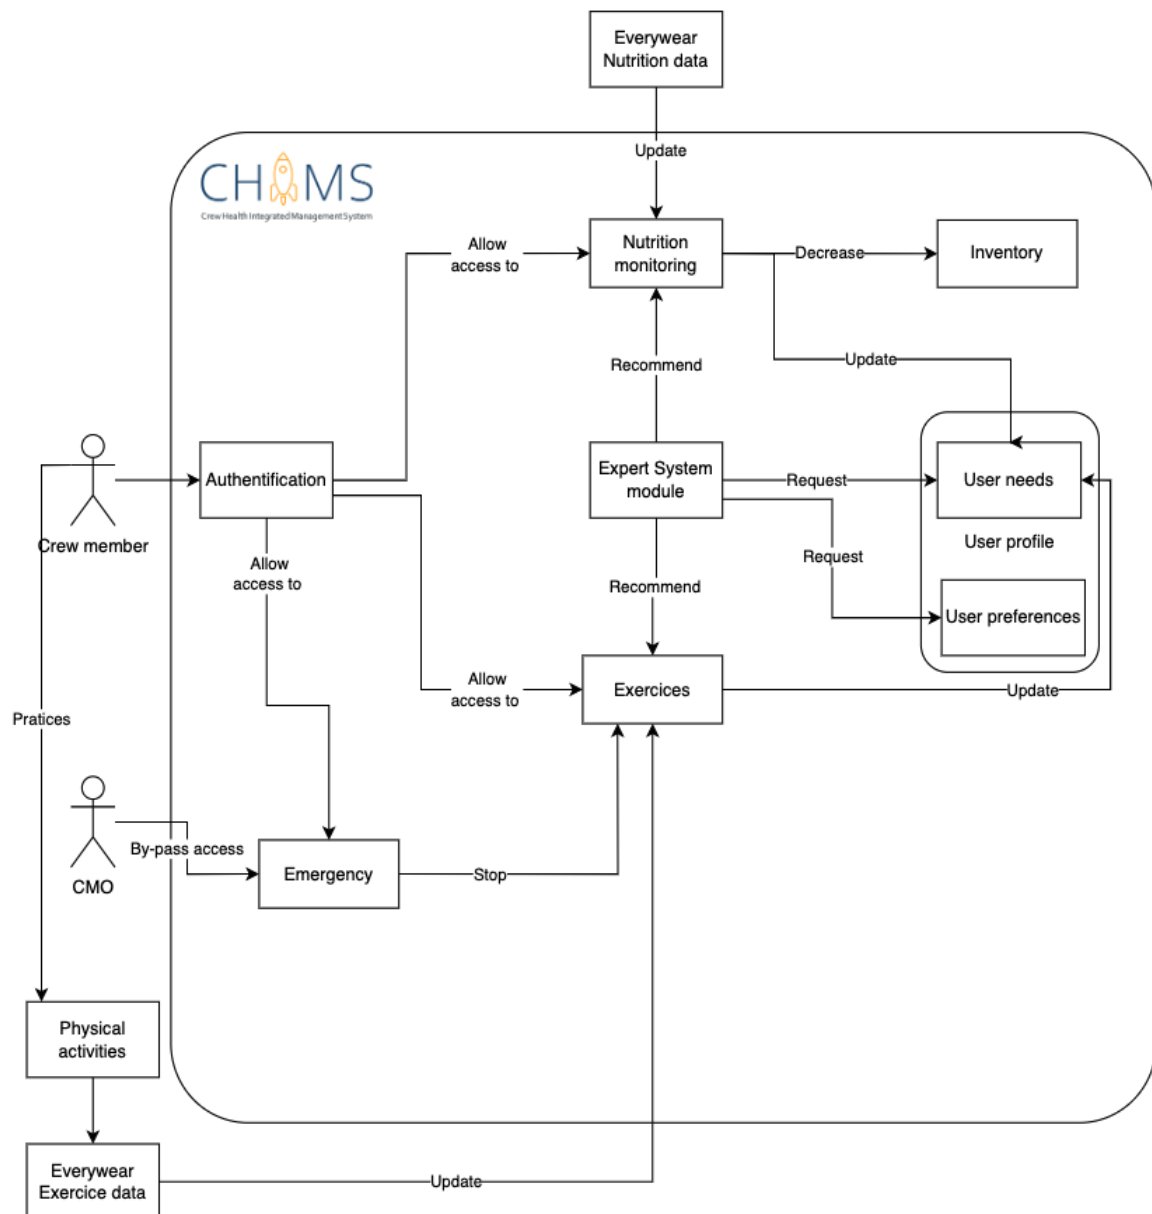 Everywear
Nutrition data
Update
CHIMS
Crew Health Integrated Management System
Allow
access to
Nutrition
monitoring
Decrease
Inventory
Recommend
Update
Authentification
Expert System
module
Request
User needs
Crew member
User profile
Allow
access to
Request
Recommend
User preferences
Allow
access to
Exercices
Update
Pratices
By-pass access
CMO
Emergency
Stop
Physical
activities
Everywear
Exercice data
Update